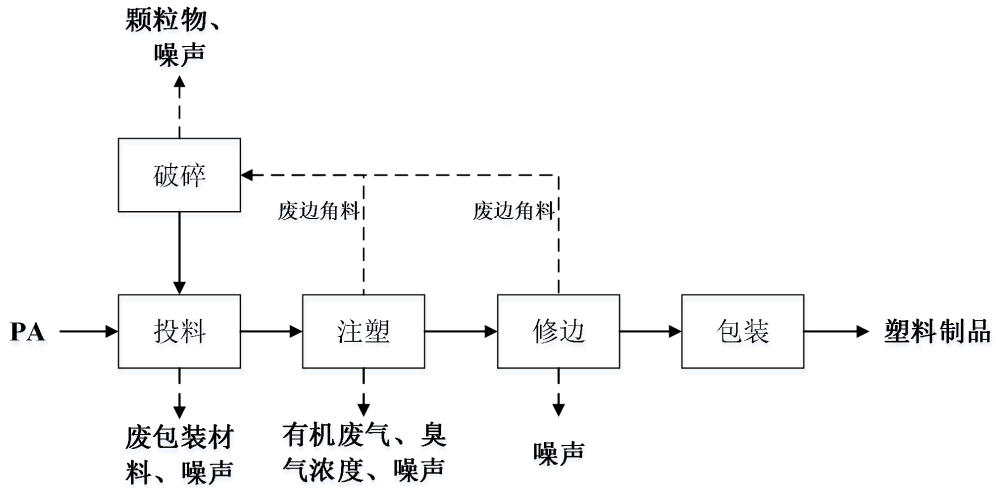 颗粒物、
噪声
破碎
废边角料
废边角料
PA
投料
注塑
修边
包装
塑料制品
废包装材
料、噪声
有机废气、臭
气浓度、噪声
噪声